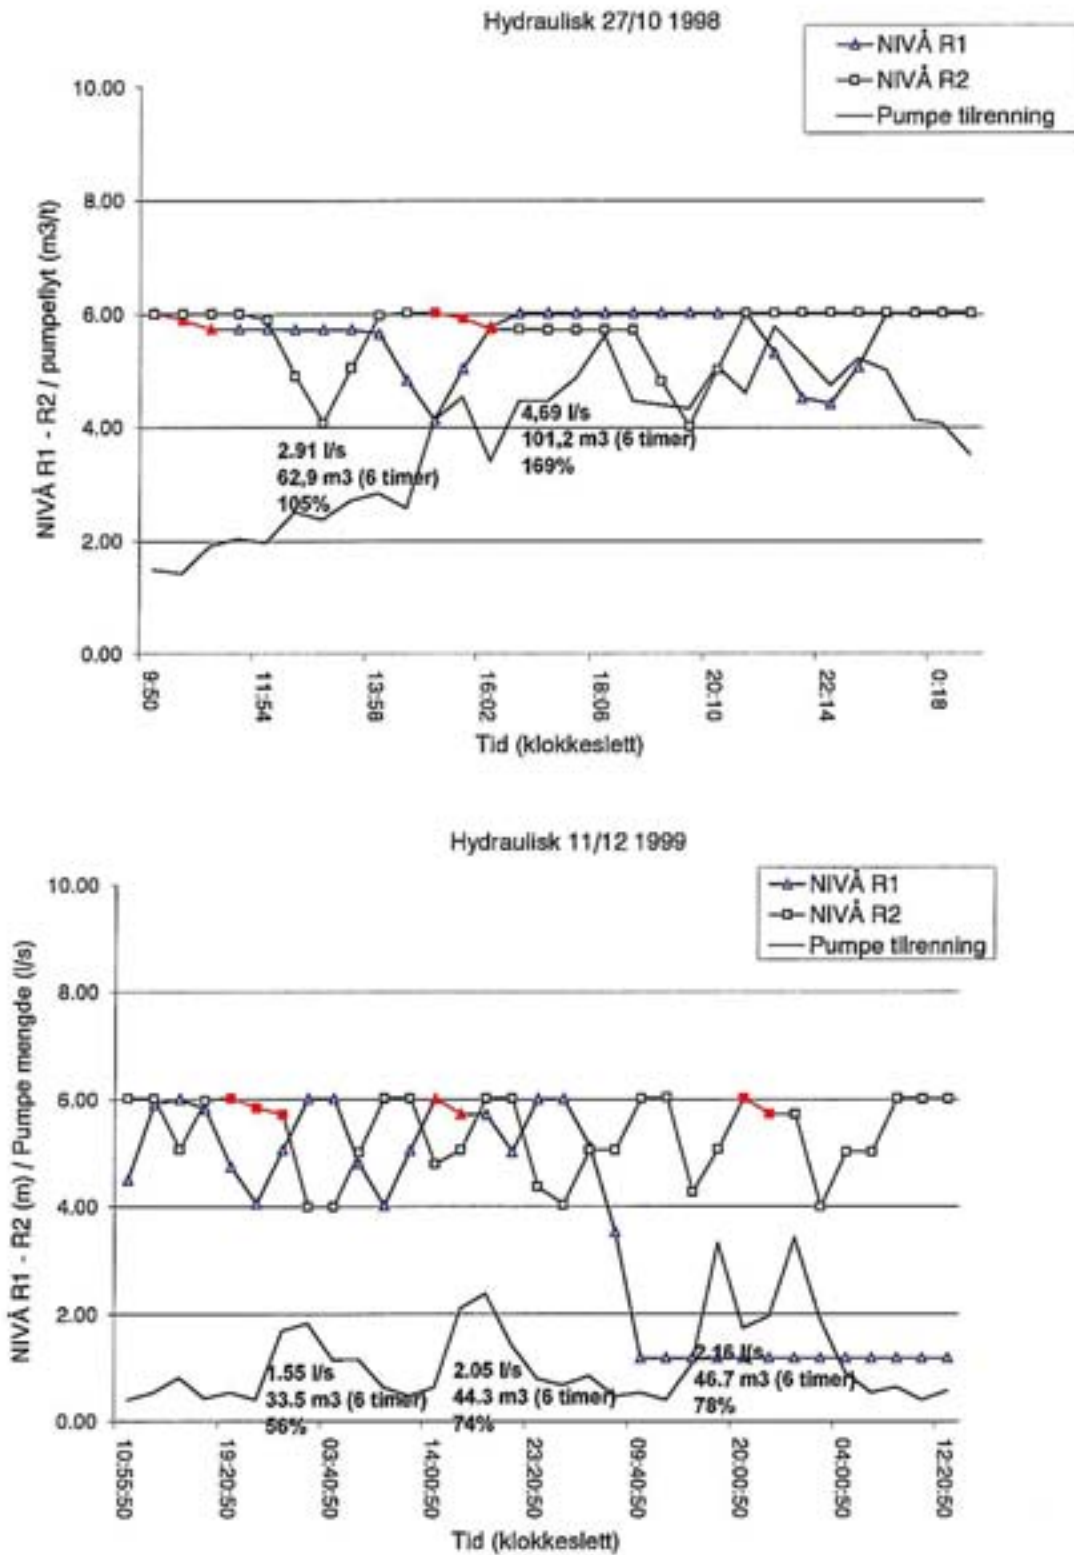 Hydraulisk 27/10 1998
NIVÅ R1
NIVÅ R2
Pumpe tilrenning
NIVÅ R1 - R2 / pumpeflyt (m3/t)
10.00
8.00
6.00
4.00
2.00
0.00
2.91 l/s
62,9 m3 (6 timer)
105%
4,69 l/s
101,2 m3 (6 timer)
169%
9:50
11:54
13:58
16:02
18:06
20:10
22:14
0:18
Tid (klokkeslett)
Hydraulisk 11/12 1999
NIVÅ R1
NIVÅ R2
Pumpe tilrenning
NIVÅ R1 - R2 (m) / Pumpe mengde (l/s)
10.00
8.00
6.00
4.00
2.00
0.00
1.55 l/s
33.5 m3 (6 timer)
56%
2.05 l/s
44.3 m3 (6 timer)
74%
2.16 l/s
46.7 m3 (6 timer)
78%
10:55:50
19:20:50
03:40:50
14:00:50
23:20:50
09:40:50
20:00:50
04:00:50
12:20:50
Tid (klokkeslett)